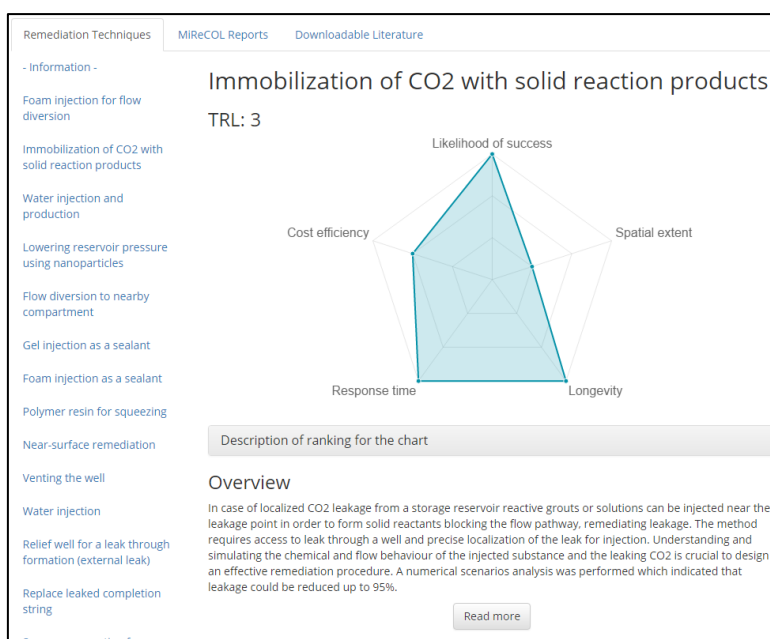 Remediation Techniques
MiReCOL Reports
Downloadable Literature
- Information -
Foam injection for flow
diversion
Immobilization of CO2 with
solid reaction products
Water injection and
production
Lowering reservoir pressure
using nanoparticles
Flow diversion to nearby
compartment
Gel injection as a sealant
Foam injection as a sealant
Polymer resin for squeezing
Near-surface remediation
Venting the well
Water injection
Relief well for a leak through
formation (external leak)
Replace leaked completion
string
Immobilization of CO2 with solid reaction products
TRL: 3
Likelihood of success
Cost efficiency
Spatial extent
Response time
Longevity
Description of ranking for the chart
Overview
In case of localized CO2 leakage from a storage reservoir reactive grouts or solutions can be injected near the
leakage point in order to form solid reactants blocking the flow pathway, remediating leakage. The method
requires access to leak through a well and precise localization of the leak for injection. Understanding and
simulating the chemical and flow behaviour of the injected substance and the leaking CO2 is crucial to design
an effective remediation procedure. A numerical scenarios analysis was performed which indicated that
leakage could be reduced up to 95%.
Read more